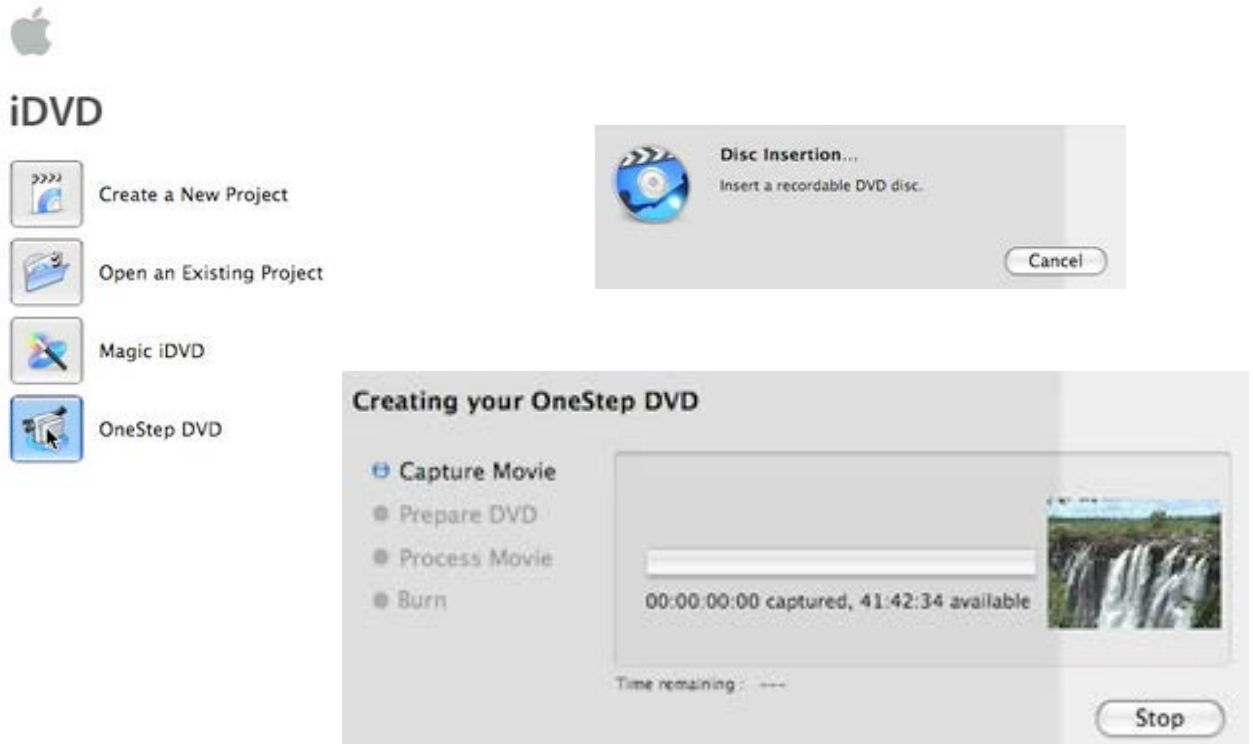 iDVD
Create a New Project
Open an Existing Project
Magic iDVD
OneStep DVD
Disc Insertion...
Insert a recordable DVD disc.
Cancel
Creating your OneStep DVD
Capture Movie
Prepare DVD
Process Movie
Burn
00:00:00:00 captured, 41:42:34 available
Time remaining : ---
Stop